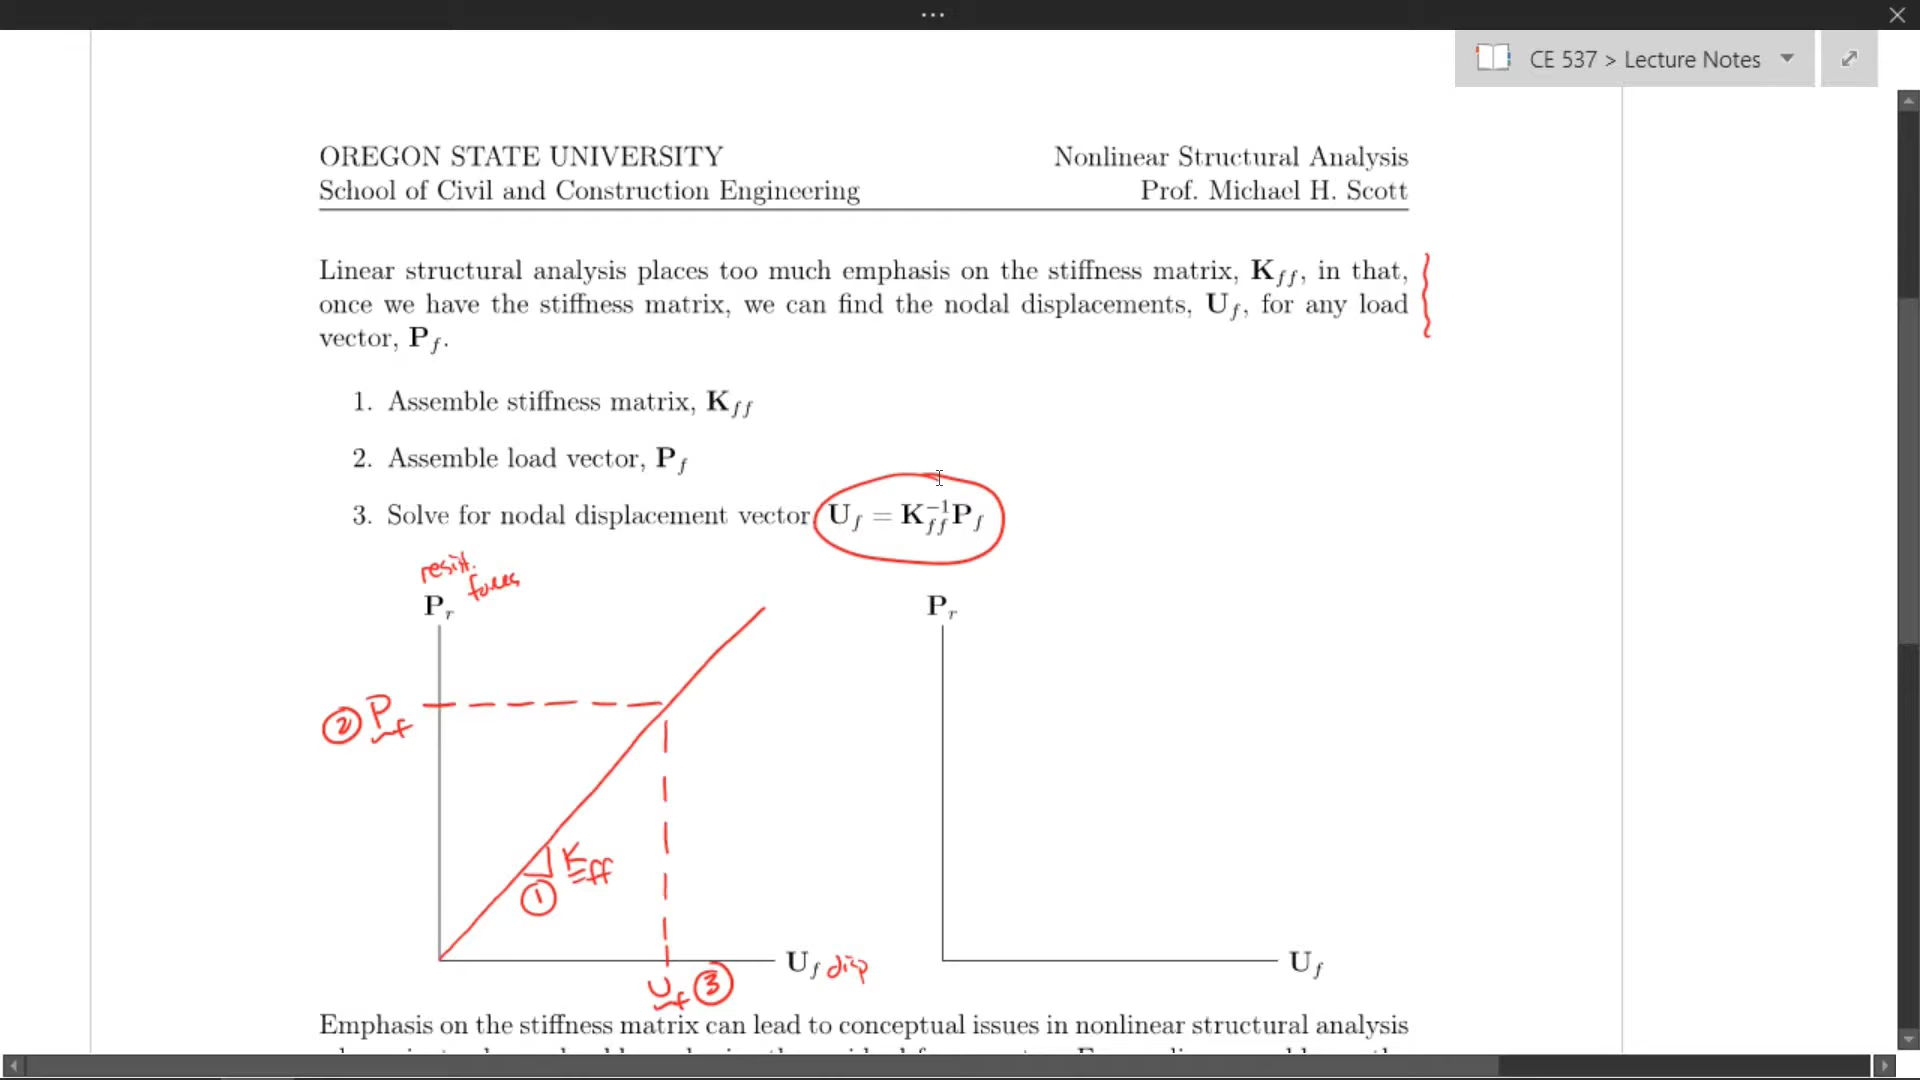 CE 537 > Lecture Notes
OREGON STATE UNIVERSITY
Nonlinear Structural Analysis
School of Civil and Construction Engineering
Prof. Michael H. Scott
Linear structural analysis places too much emphasis on the stiffness matrix, K_ff, in that,
once we have the stiffness matrix, we can find the nodal displacements, U_f, for any load
vector, P_f.
1. Assemble stiffness matrix, K_ff
2. Assemble load vector, P_f
3. Solve for nodal displacement vector U_f = K_ff^{-1} P_f
resist.
forces
P_r
P_r
② P_f
K_ff
①
U_f disp
U_f
U_f ③
Emphasis on the stiffness matrix can lead to conceptual issues in nonlinear structural analysis